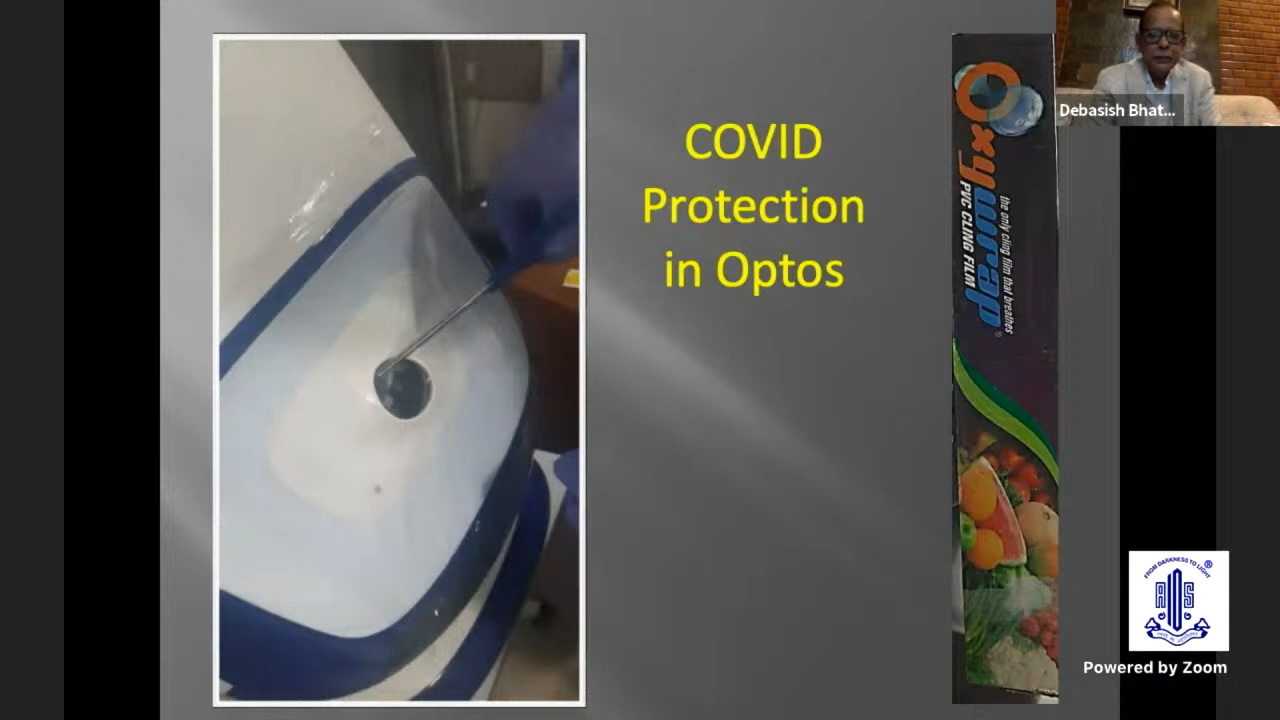 COVID
Protection
in Optos
Oxywrap®
the only cling film that breathes
PVC CLING FILM
Debasish Bhat...
FROM DARKNESS TO LIGHT
®
AIOS
Powered by Zoom